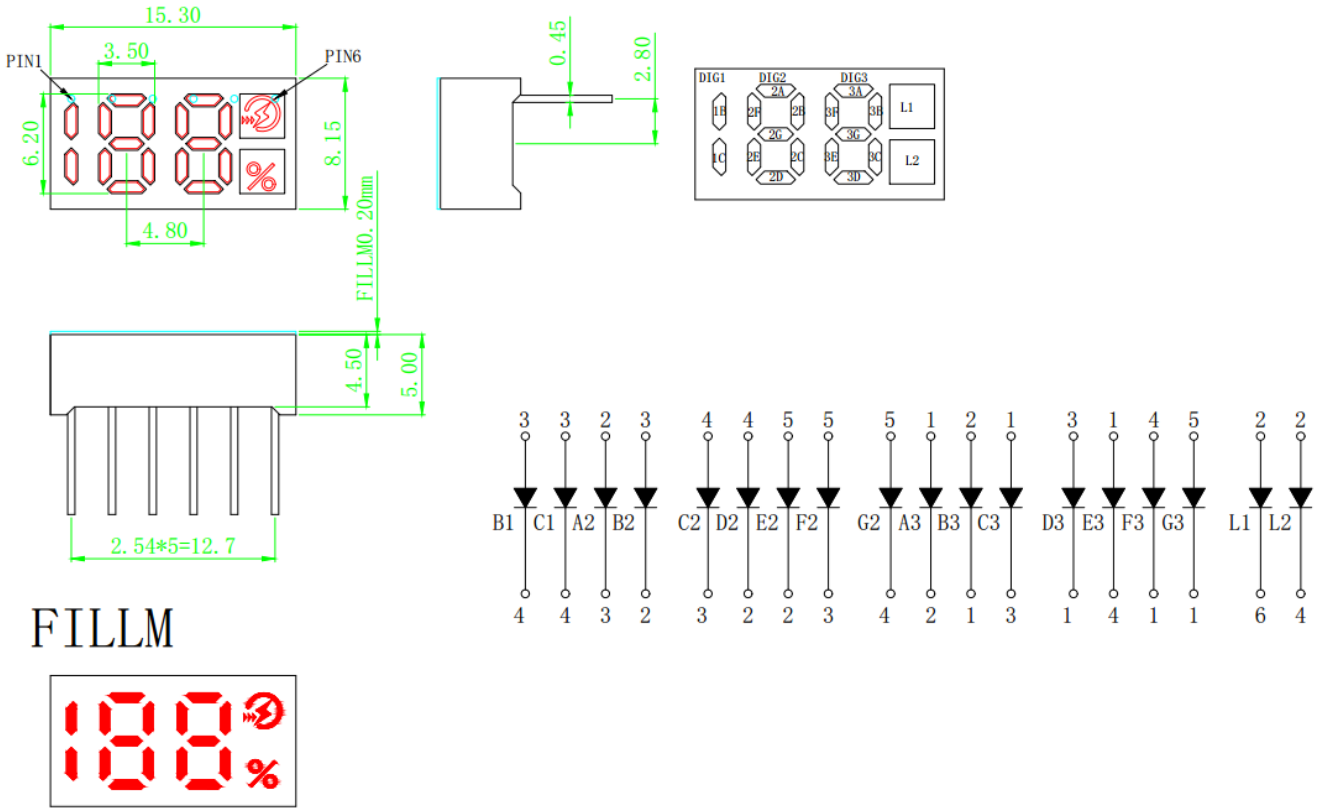 15.30
PIN1
3.50
PIN6
6.20
8.15
4.80
%
0.45
2.80
DIG1 DIG2 DIG3
2A 3A
1B 2F 2B 3F 3B L1
2G 3G
1C 2E 2C 3E 3C L2
2D 3D
FILLM0.20mm
4.50
5.00
2.54*5=12.7
3 3 2 3 4 4 5 5 5 1 2 1 3 1 4 5 2 2
B1 C1 A2 B2 C2 D2 E2 F2 G2 A3 B3 C3 D3 E3 F3 G3 L1 L2
4 4 3 2 3 2 2 3 4 2 1 3 1 4 1 1 6 4
FILLM
188
%